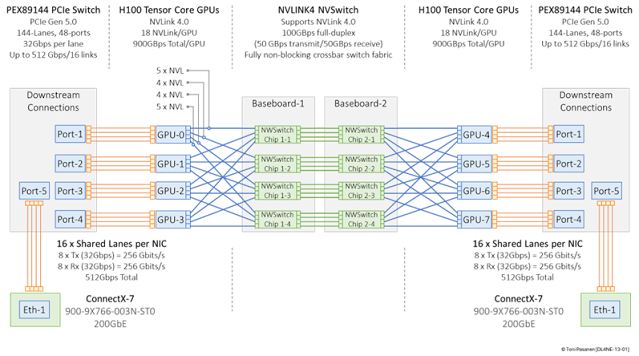 PEX89144 PCIe Switch
PCIe Gen 5.0
144-Lanes, 48-ports
32Gbps per lane
Up to 512 Gbps/16 links
H100 Tensor Core GPUs
NVLink 4.0
18 NVLink/GPU
900GBps Total/GPU
NVLINK4 NVSwitch
Supports NVLink 4.0
100GBps full-duplex
(50 GBps transmit/50GBps receive)
Fully non-blocking crossbar switch fabric
H100 Tensor Core GPUs
NVLink 4.0
18 NVLink/GPU
900GBps Total/GPU
PEX89144 PCIe Switch
PCIe Gen 5.0
144-Lanes, 48-ports
32Gbps per lane
Up to 512 Gbps/16 links
5 x NVL
4 x NVL
4 x NVL
5 x NVL
Downstream
Connections
Baseboard-1
Baseboard-2
Downstream
Connections
Port-1
GPU-0
NWSwitch
Chip 1-1
NWSwitch
Chip 2-1
GPU-4
Port-1
Port-2
GPU-1
NWSwitch
Chip 1-2
NWSwitch
Chip 2-2
GPU-5
Port-2
Port-5
Port-3
GPU-2
NWSwitch
Chip 1-3
NWSwitch
Chip 2-3
GPU-6
Port-3
Port-5
Port-4
GPU-3
NWSwitch
Chip 1-4
NWSwitch
Chip 2-4
GPU-7
Port-4
16 x Shared Lanes per NIC
8 x Tx (32Gbps) = 256 Gbits/s
8 x Rx (32Gbps) = 256 Gbits/s
512Gbps Total
16 x Shared Lanes per NIC
8 x Tx (32Gbps) = 256 Gbits/s
8 x Rx (32Gbps) = 256 Gbits/s
512Gbps Total
Eth-1
ConnectX-7
900-9X766-003N-ST0
200GbE
ConnectX-7
900-9X766-003N-ST0
200GbE
Eth-1
© Toni Pasanen [DL4NE-13-01]